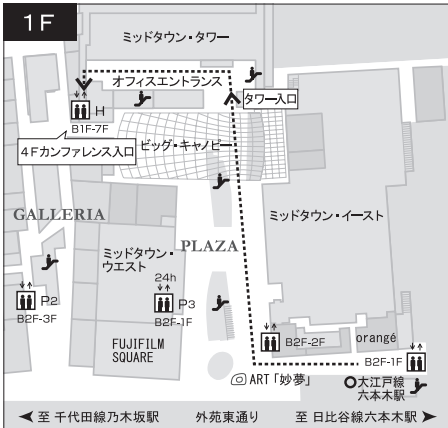 1F
ミッドタウン・タワー
オフィスエントランス
H
B1F-7F
タワー入口
4Fカンファレンス入口
ビッグ・キャノピー
GALLERIA
ミッドタウン・イースト
ミッドタウン・
ウエスト
PLAZA
24h
P2
B2F-3F
P3
B2F-1F
FUJIFILM
SQUARE
B2F-2F
orangé
B2F-1F
ART「妙夢」
大江戸線
六本木駅
至 千代田線乃木坂駅
外苑東通り
至 日比谷線六本木駅